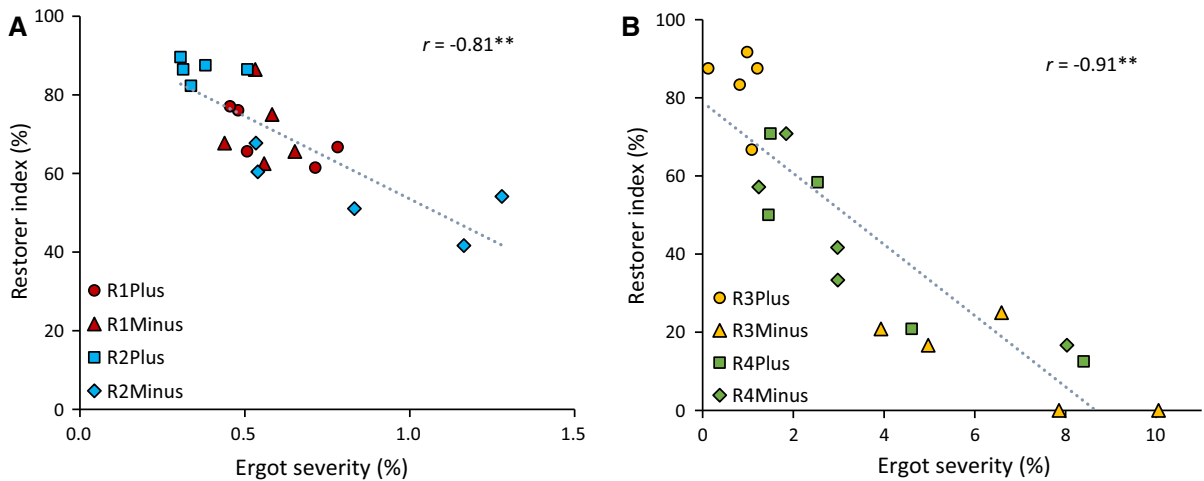 A
r = -0.81**
Restorer index (%)
100
80
60
40
20
0
R1Plus
R1Minus
R2Plus
R2Minus
0.0 0.5 1.0 1.5
Ergot severity (%)
B
r = -0.91**
Restorer index (%)
100
80
60
40
20
0
R3Plus
R3Minus
R4Plus
R4Minus
0 2 4 6 8 10
Ergot severity (%)